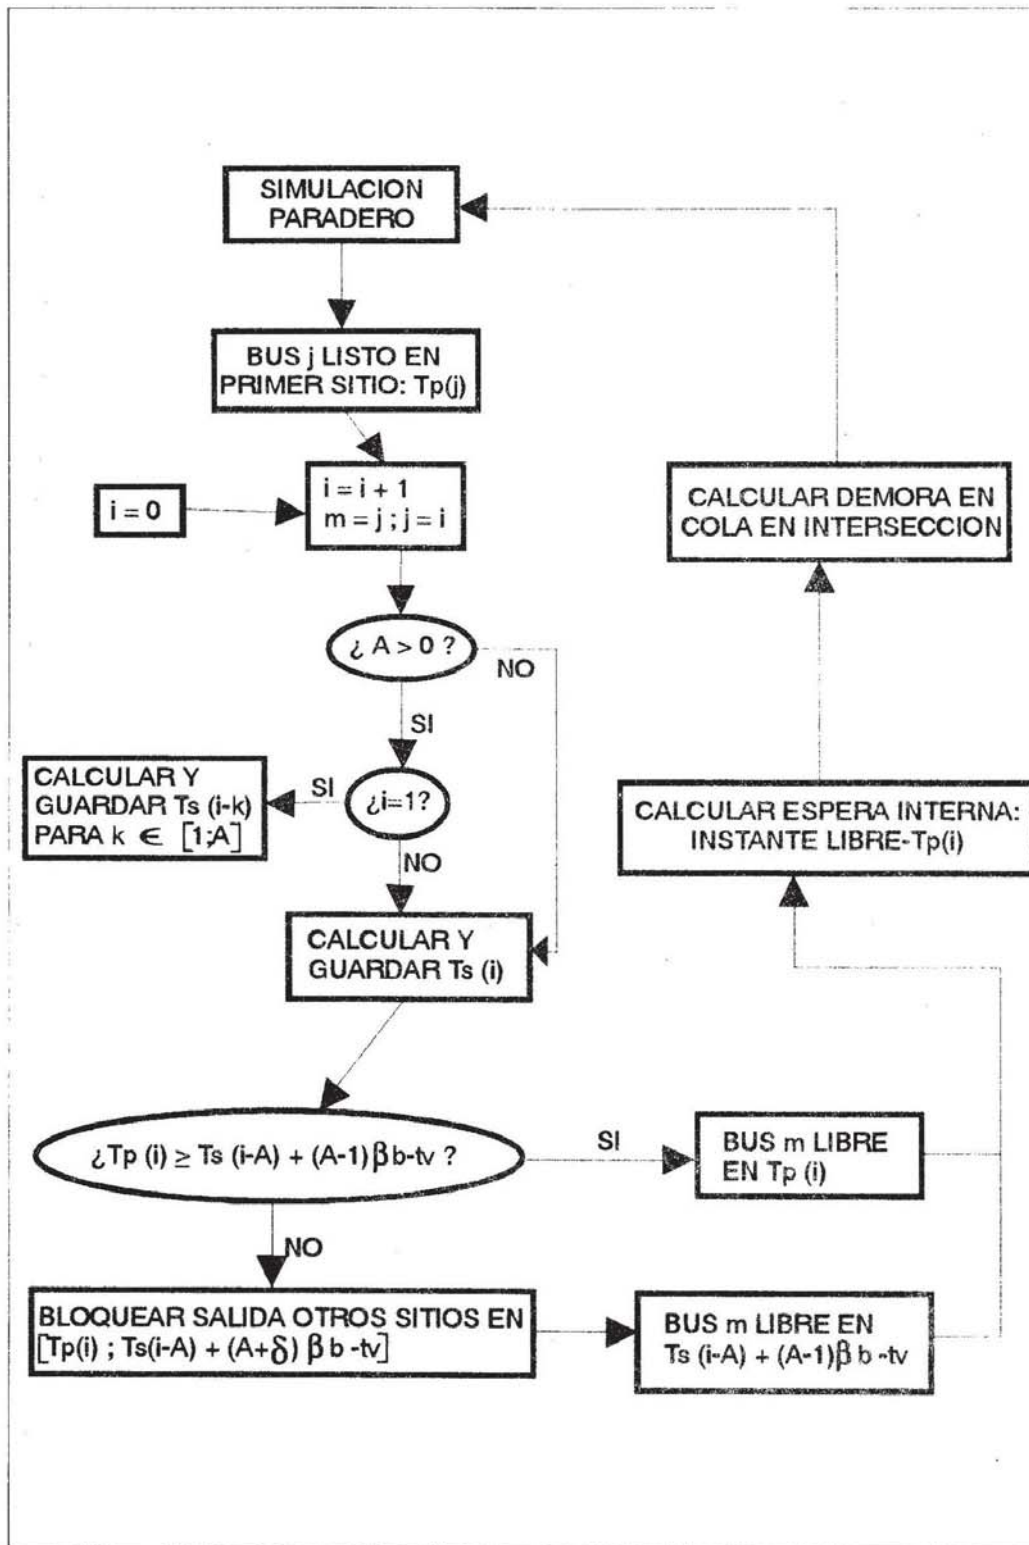 SIMULACION
PARADERO
BUS j LISTO EN
PRIMER SITIO: Tp(j)
i = 0
i = i + 1
m = j ; j = i
¿ A > 0 ?
NO
SI
¿i=1?
SI
CALCULAR Y
GUARDAR Ts (i-k)
PARA k ∈ [1;A]
NO
CALCULAR Y
GUARDAR Ts (i)
¿Tp (i) ≥ Ts (i-A) + (A-1) β b-tv ?
SI
BUS m LIBRE
EN Tp (i)
NO
BLOQUEAR SALIDA OTROS SITIOS EN
[Tp(i) ; Ts(i-A) + (A+δ) β b -tv]
BUS m LIBRE EN
Ts (i-A) + (A-1) β b -tv
CALCULAR ESPERA INTERNA:
INSTANTE LIBRE-Tp(i)
CALCULAR DEMORA EN
COLA EN INTERSECCION